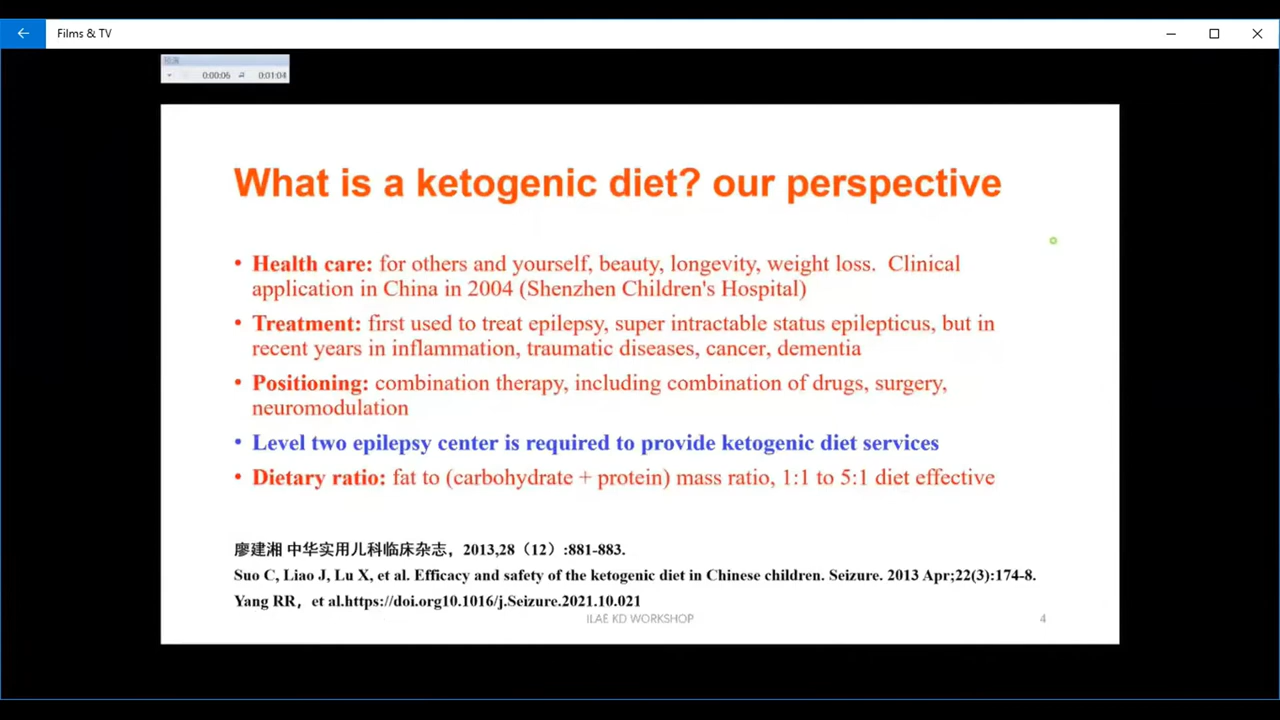 Films & TV
0:00:06 0:01:04
What is a ketogenic diet? our perspective
• Health care: for others and yourself, beauty, longevity, weight loss.  Clinical
application in China in 2004 (Shenzhen Children's Hospital)
• Treatment: first used to treat epilepsy, super intractable status epilepticus, but in
recent years in inflammation, traumatic diseases, cancer, dementia
• Positioning: combination therapy, including combination of drugs, surgery,
neuromodulation
• Level two epilepsy center is required to provide ketogenic diet services
• Dietary ratio: fat to (carbohydrate + protein) mass ratio, 1:1 to 5:1 diet effective
廖建湘 中华实用儿科临床杂志，2013,28（12）:881-883.
Suo C, Liao J, Lu X, et al. Efficacy and safety of the ketogenic diet in Chinese children. Seizure. 2013 Apr;22(3):174-8.
Yang RR，et al.https://doi.org10.1016/j.Seizure.2021.10.021
ILAE KD WORKSHOP
4